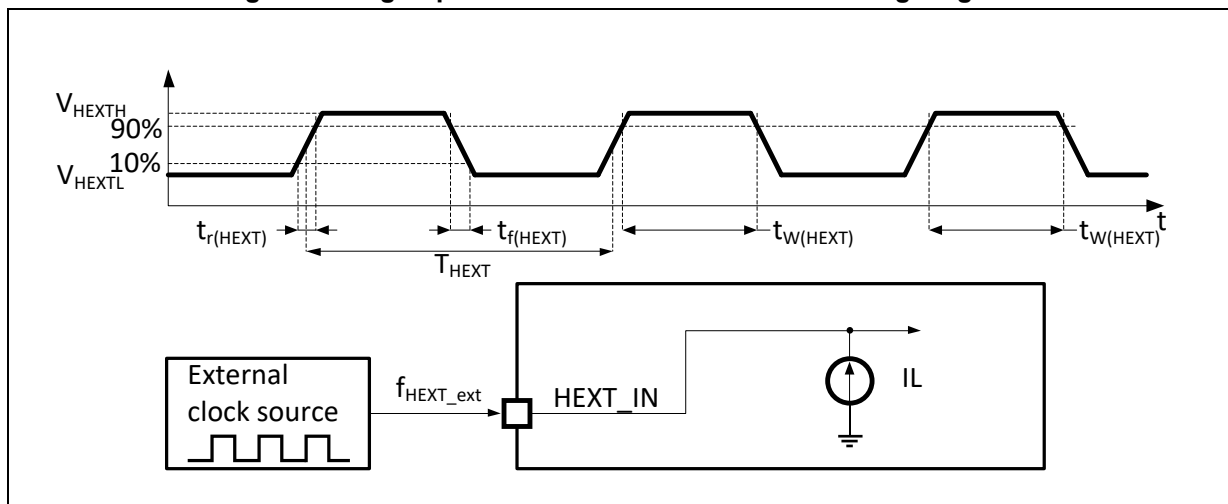 V_HEXTH
90%
10%
V_HEXTL
t
t_r(HEXT)
t_f(HEXT)
t_W(HEXT)
t_W(HEXT)
T_HEXT
External
clock source
f_HEXT_ext
HEXT_IN
IL